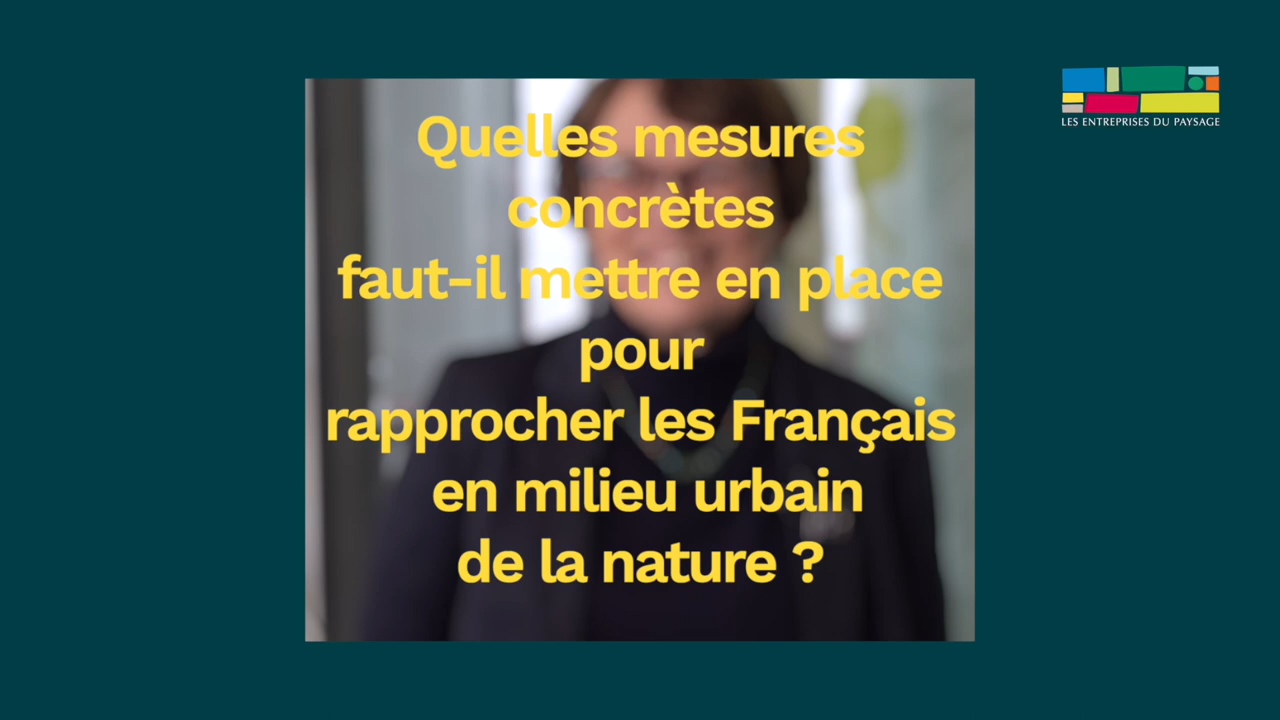 Quelles mesures
concrètes
faut-il mettre en place
pour
rapprocher les Français
en milieu urbain
de la nature ?
LES ENTREPRISES DU PAYSAGE